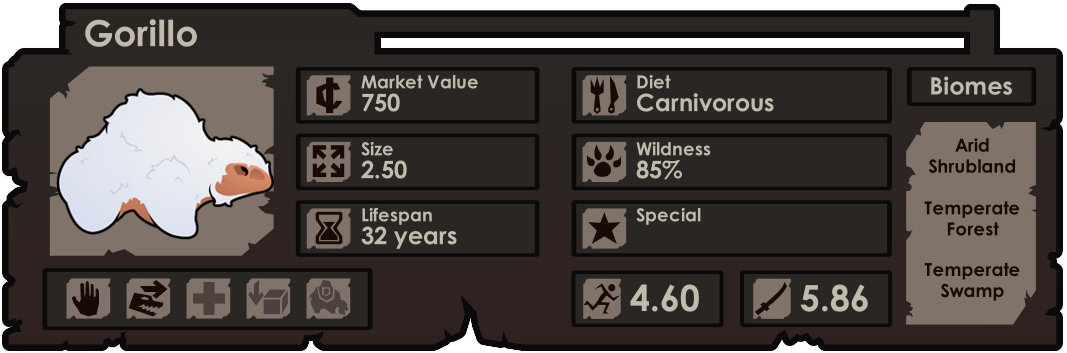 Gorillo
Market Value
750
Size
2.50
Lifespan
32 years
Diet
Carnivorous
Wildness
85%
Special
4.60
5.86
Biomes
Arid
Shrubland
Temperate
Forest
Temperate
Swamp